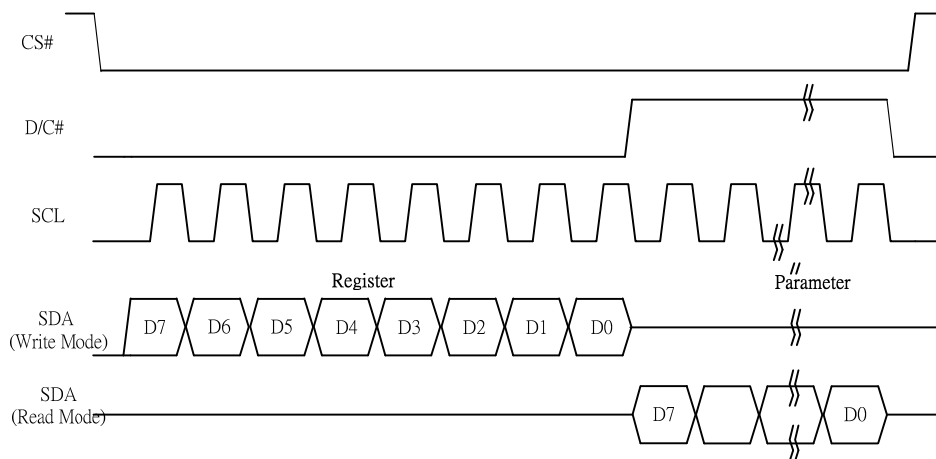 CS#
D/C#
SCL
Register
Parameter
SDA
(Write Mode)
D7 D6 D5 D4 D3 D2 D1 D0
SDA
(Read Mode)
D7 D0